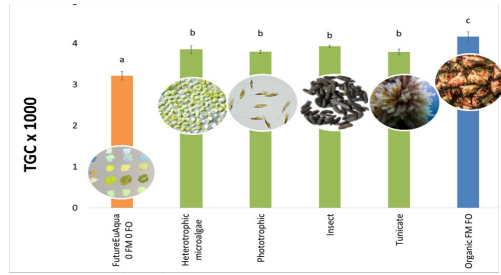 5
4
3
2
1
0
TGC x 1000
a
b
b
b
b
c
FutureEuAqua
0 FM 0 FO
Heterotrophic
microalgae
Phototrophic
Insect
Tunicate
Organic FM FO